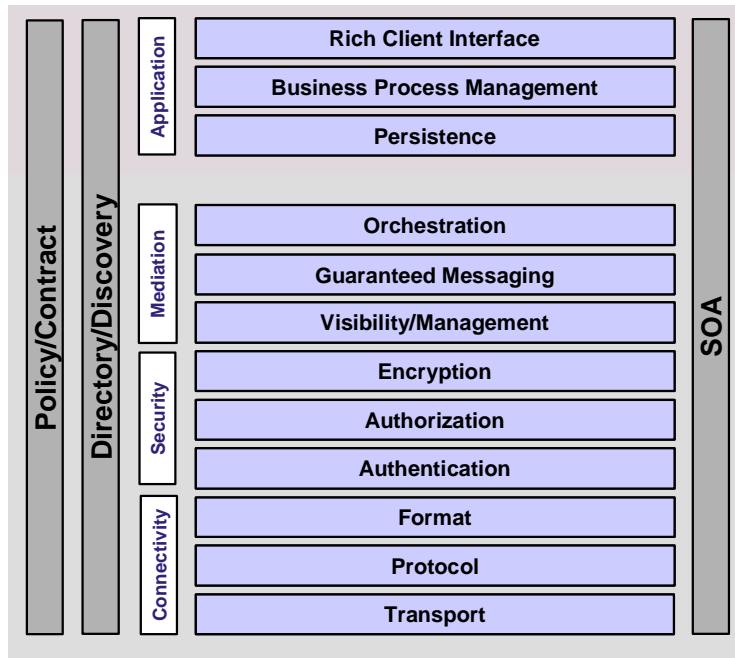 Policy/Contract
Directory/Discovery
Application
Rich Client Interface
Business Process Management
Persistence
Mediation
Orchestration
Guaranteed Messaging
Visibility/Management
Security
Encryption
Authorization
Authentication
Connectivity
Format
Protocol
Transport
SOA